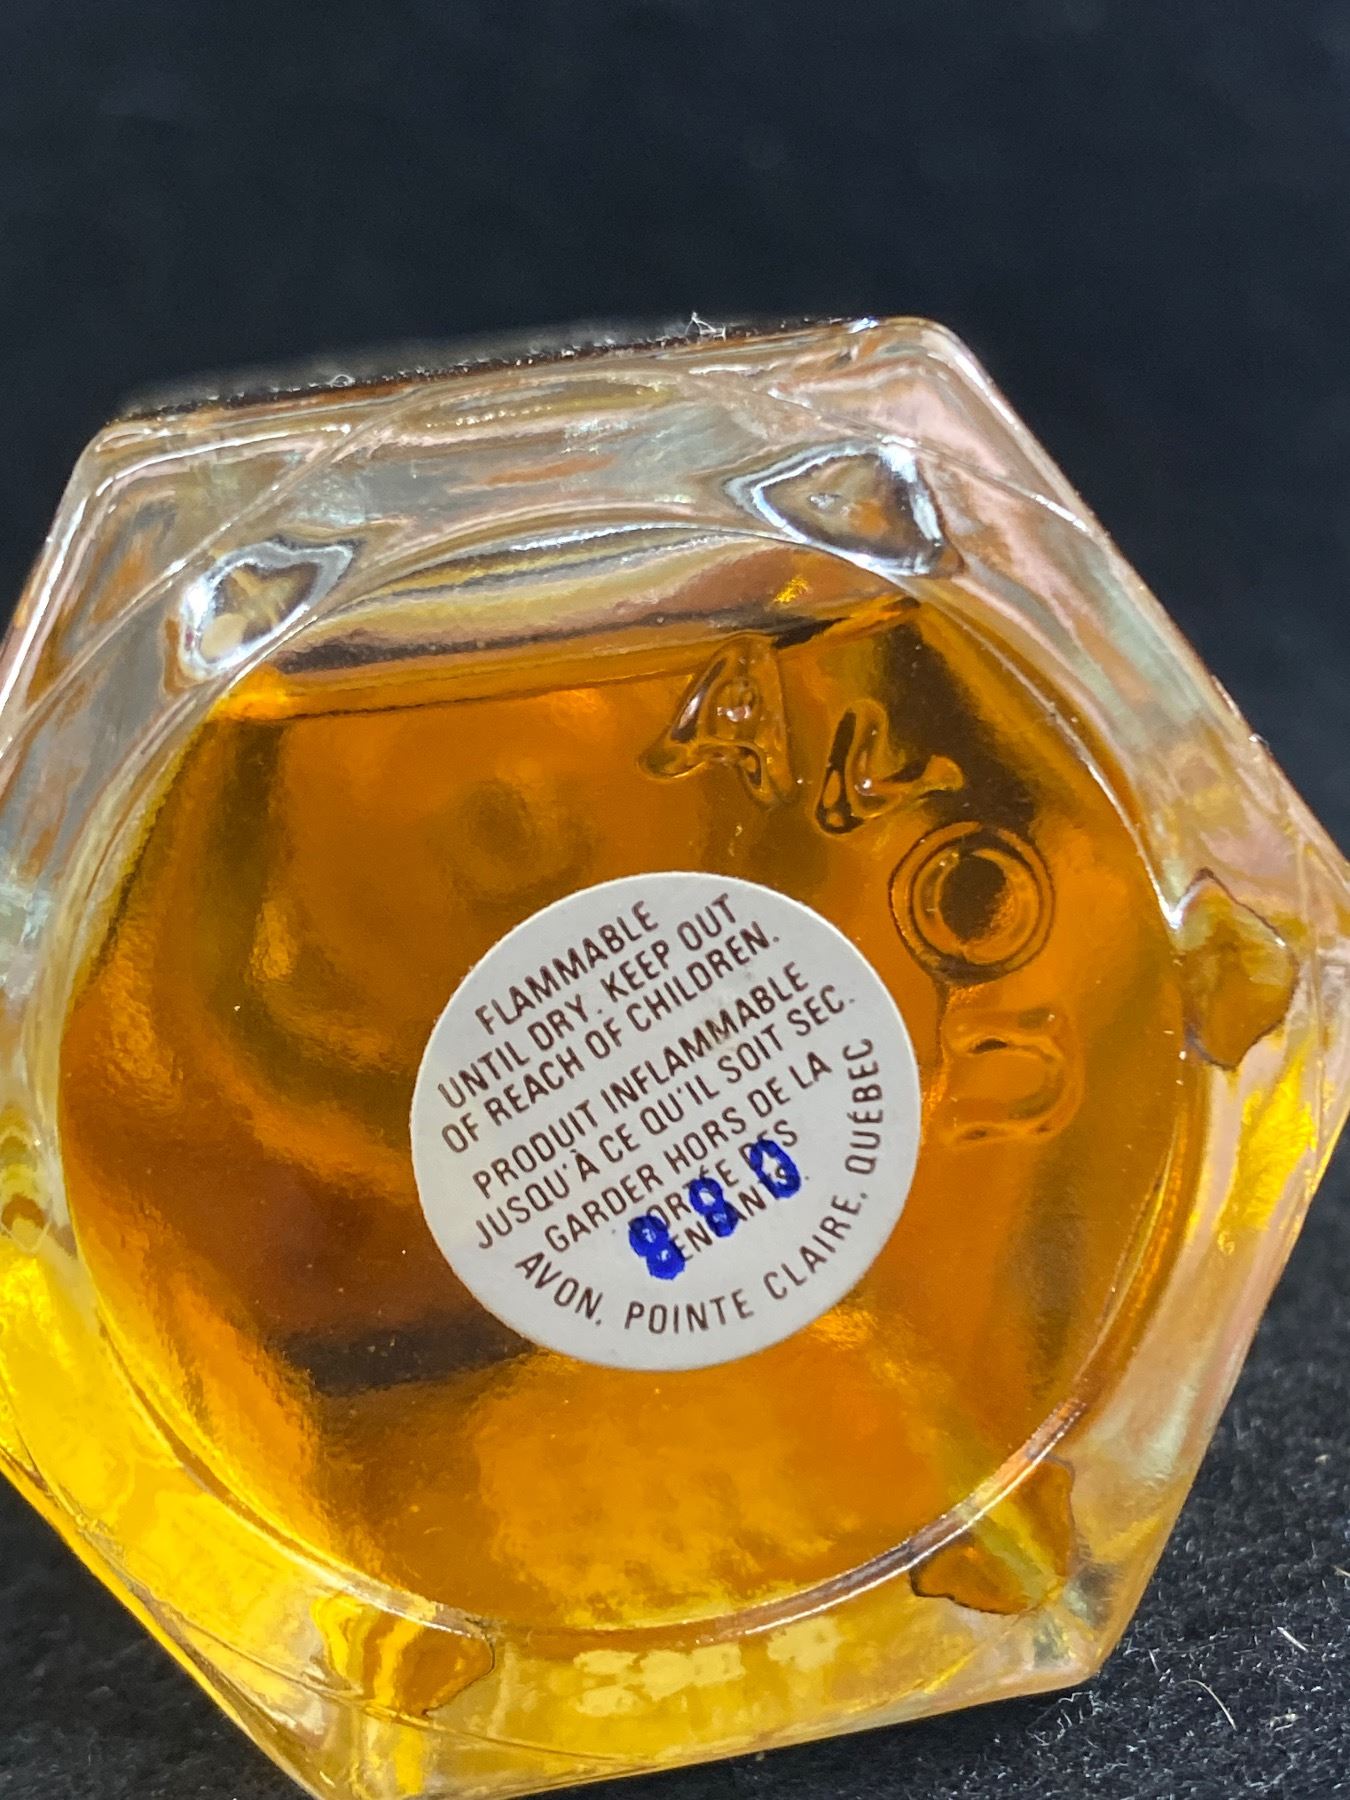 AVON
FLAMMABLE
UNTIL DRY. KEEP OUT
OF REACH OF CHILDREN.
PRODUIT INFLAMMABLE
JUSQU'À CE QU'IL SOIT SEC.
GARDER HORS DE LA
PORTÉE DES
ENFANTS.
880
AVON, POINTE CLAIRE, QUÉBEC